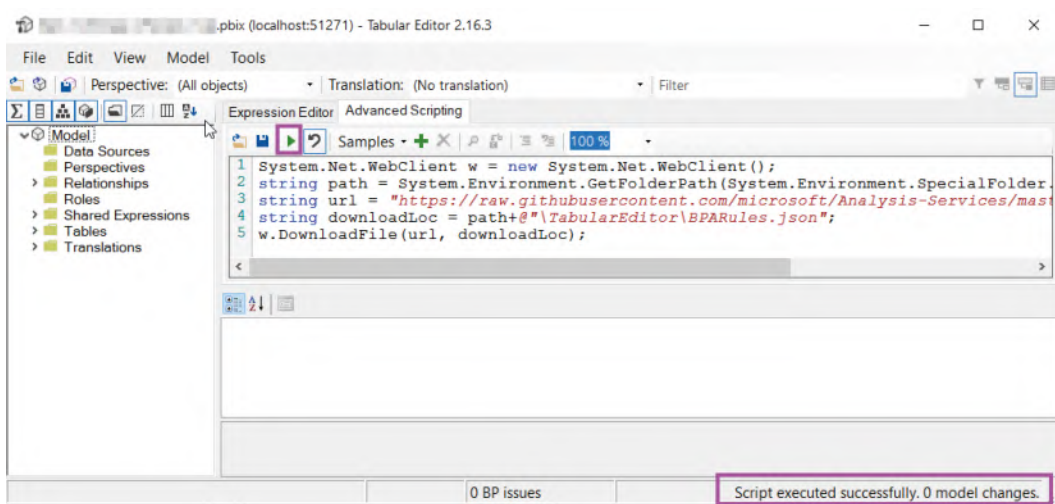 .pbix (localhost:51271) - Tabular Editor 2.16.3
File Edit View Model Tools
Perspective: (All objects) Translation: (No translation) Filter
Expression Editor Advanced Scripting
Model
Data Sources
Perspectives
Relationships
Roles
Shared Expressions
Tables
Translations
Samples 100 %
1 System.Net.WebClient w = new System.Net.WebClient();
2 string path = System.Environment.GetFolderPath(System.Environment.SpecialFolder.
3 string url = "https://raw.githubusercontent.com/microsoft/Analysis-Services/mast
4 string downloadLoc = path+@"\TabularEditor\BPARules.json";
5 w.DownloadFile(url, downloadLoc);
0 BP issues
Script executed successfully. 0 model changes.